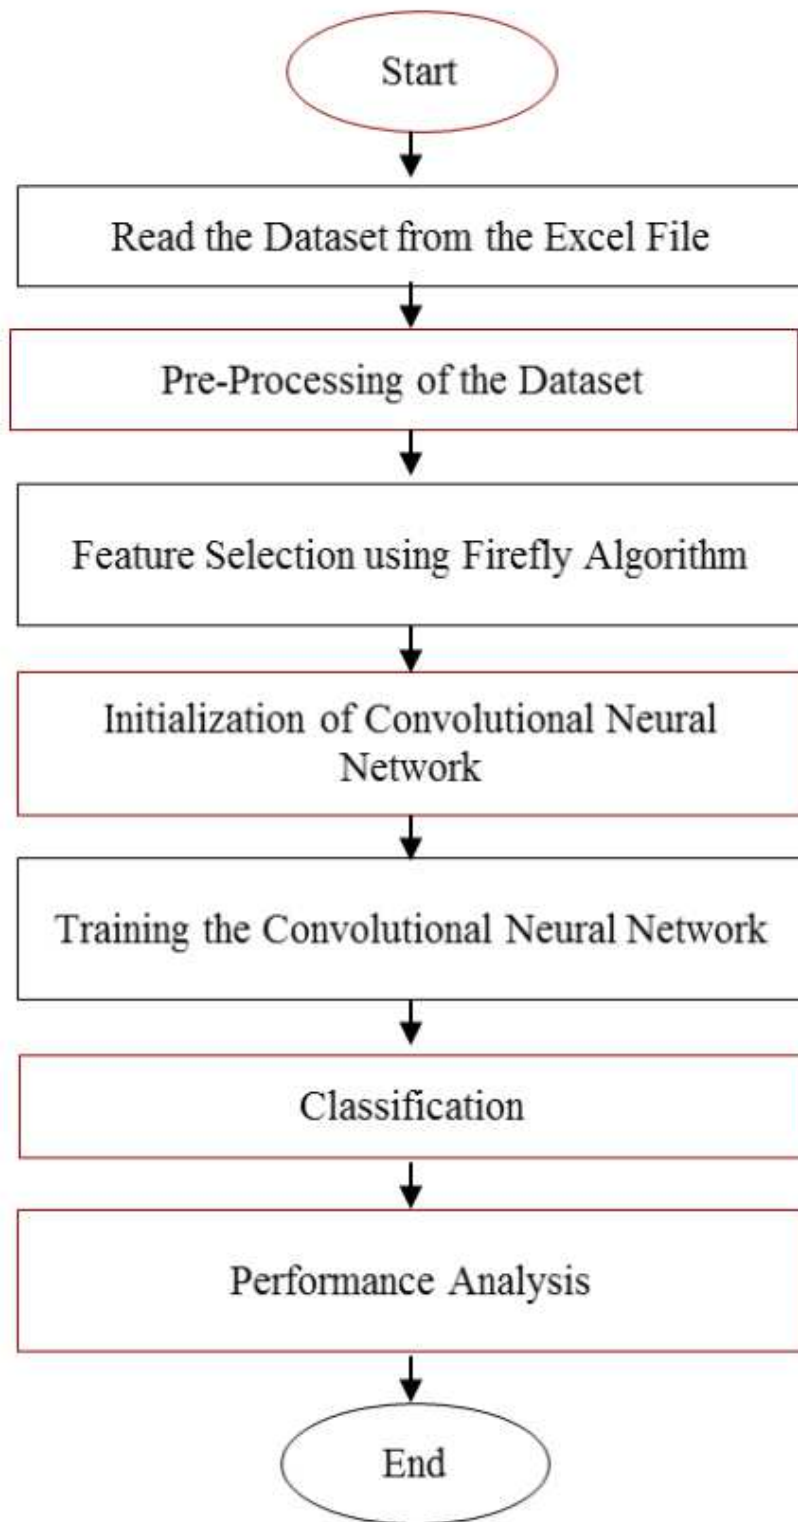 Start
Read the Dataset from the Excel File
Pre-Processing of the Dataset
Feature Selection using Firefly Algorithm
Initialization of Convolutional Neural
Network
Training the Convolutional Neural Network
Classification
Performance Analysis
End